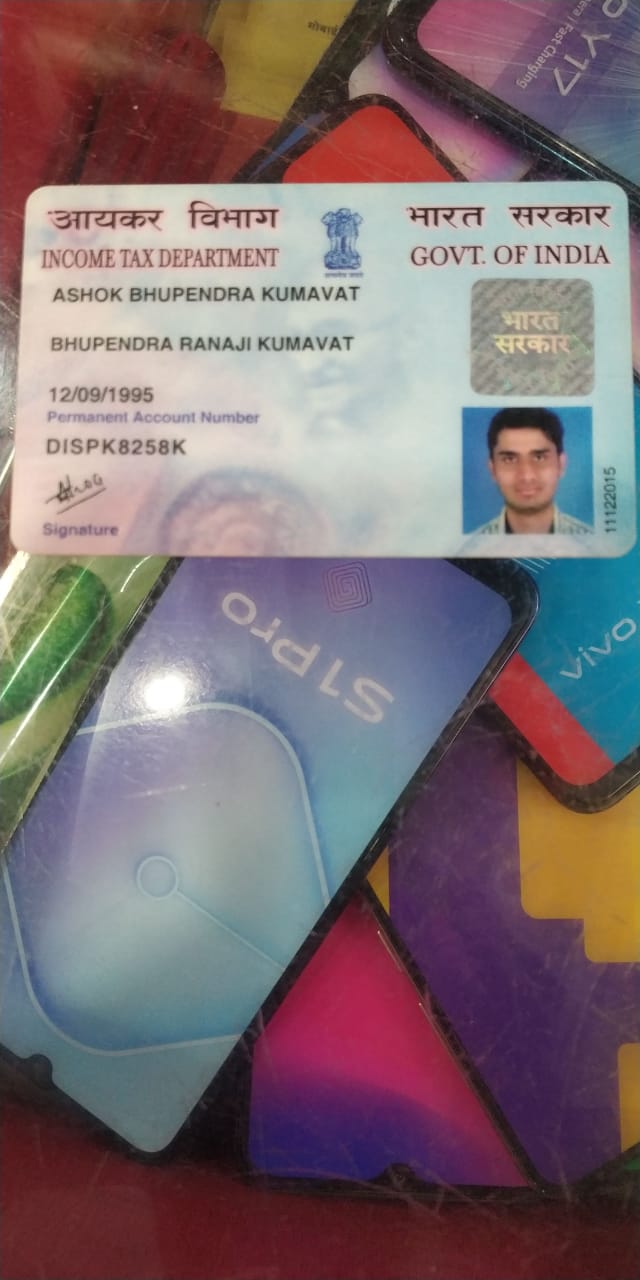 मोबाई
Y17
Fast Charging
आयकर विभाग
INCOME TAX DEPARTMENT
भारत सरकार
GOVT. OF INDIA
ASHOK BHUPENDRA KUMAVAT
BHUPENDRA RANAJI KUMAVAT
भारत
सरकार
12/09/1995
Permanent Account Number
DISPK8258K
Signature
11122015
S1Pro
vivo